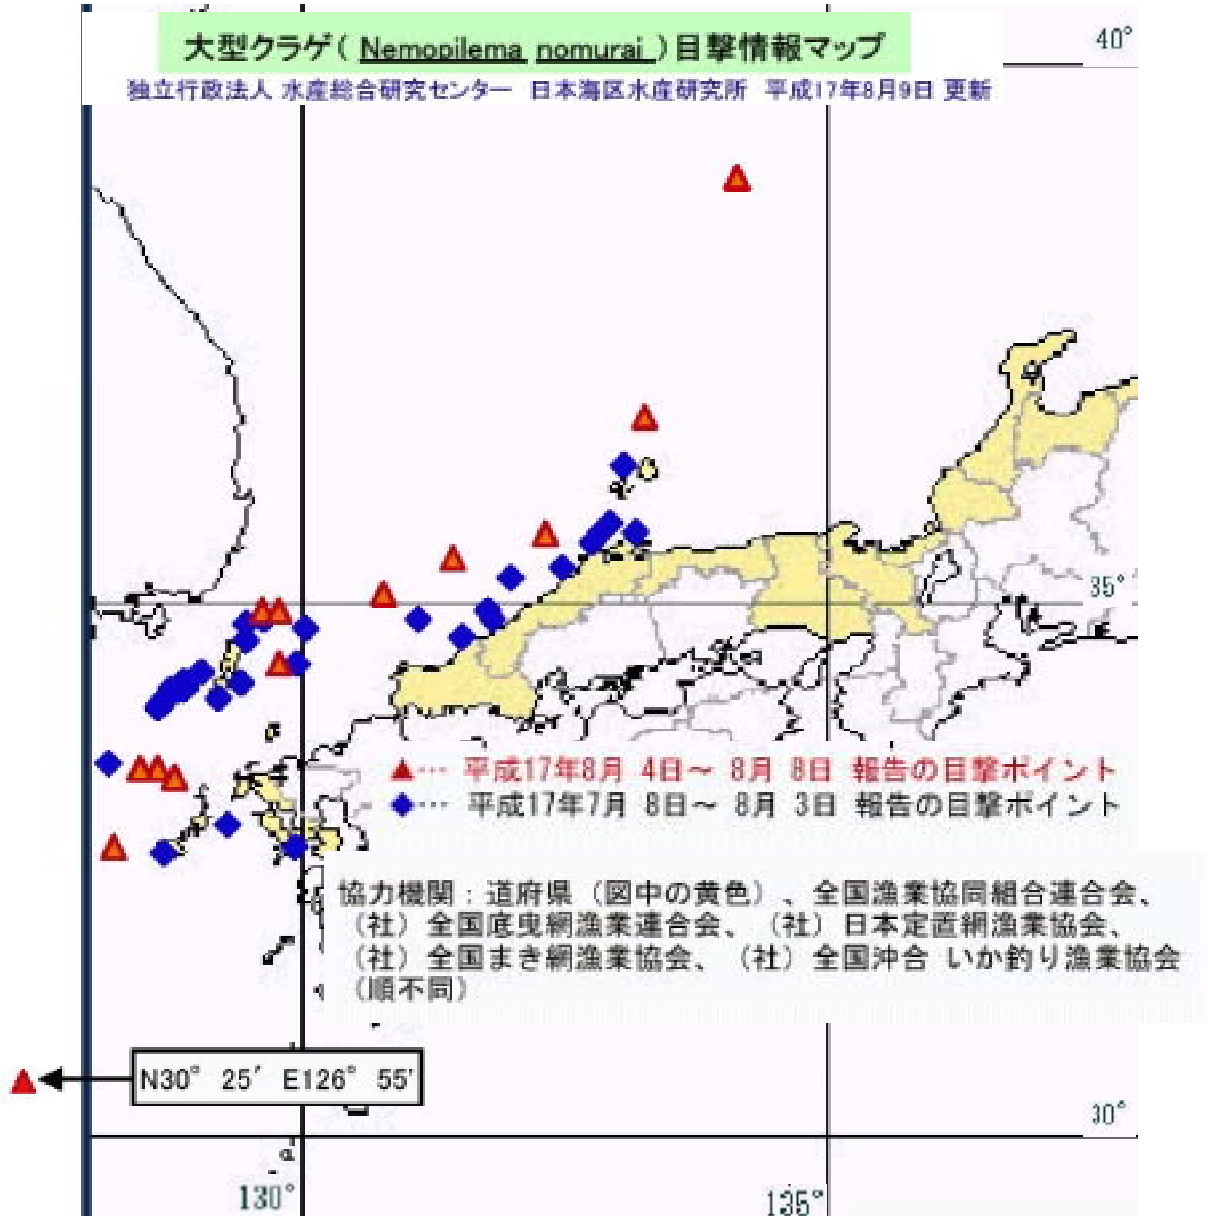 大型クラゲ( Nemopilema nomurai )目撃情報マップ
独立行政法人 水産総合研究センター 日本海区水産研究所 平成17年8月9日 更新
40°
35°
▲… 平成17年8月 4日～ 8月 8日 報告の目撃ポイント
◆… 平成17年7月 8日～ 8月 3日 報告の目撃ポイント
協力機関：道府県（図中の黄色）、全国漁業協同組合連合会、
（社）全国底曳網漁業連合会、（社）日本定置網漁業協会、
（社）全国まき網漁業協会、（社）全国沖合 いか釣り漁業協会
（順不同）
N30° 25′ E126° 55'
30°
130°
135°